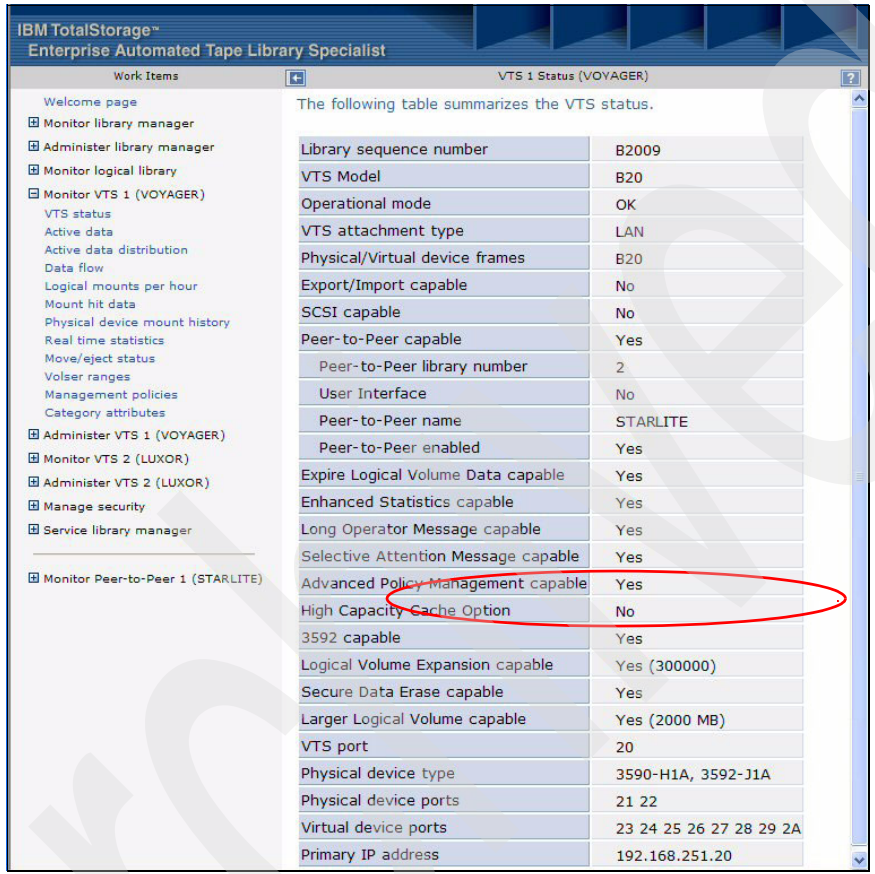 IBM TotalStorage™
Enterprise Automated Tape Library Specialist
Work Items
VTS 1 Status (VOYAGER)
?
Welcome page
Monitor library manager
Administer library manager
Monitor logical library
Monitor VTS 1 (VOYAGER)
VTS status
Active data
Active data distribution
Data flow
Logical mounts per hour
Mount hit data
Physical device mount history
Real time statistics
Move/eject status
Volser ranges
Management policies
Category attributes
Administer VTS 1 (VOYAGER)
Monitor VTS 2 (LUXOR)
Administer VTS 2 (LUXOR)
Manage security
Service library manager
Monitor Peer-to-Peer 1 (STARLITE)
The following table summarizes the VTS status.
Library sequence number B2009
VTS Model B20
Operational mode OK
VTS attachment type LAN
Physical/Virtual device frames B20
Export/Import capable No
SCSI capable No
Peer-to-Peer capable Yes
Peer-to-Peer library number 2
User Interface No
Peer-to-Peer name STARLITE
Peer-to-Peer enabled Yes
Expire Logical Volume Data capable Yes
Enhanced Statistics capable Yes
Long Operator Message capable Yes
Selective Attention Message capable Yes
Advanced Policy Management capable Yes
High Capacity Cache Option No
3592 capable Yes
Logical Volume Expansion capable Yes (300000)
Secure Data Erase capable Yes
Larger Logical Volume capable Yes (2000 MB)
VTS port 20
Physical device type 3590-H1A, 3592-J1A
Physical device ports 21 22
Virtual device ports 23 24 25 26 27 28 29 2A
Primary IP address 192.168.251.20